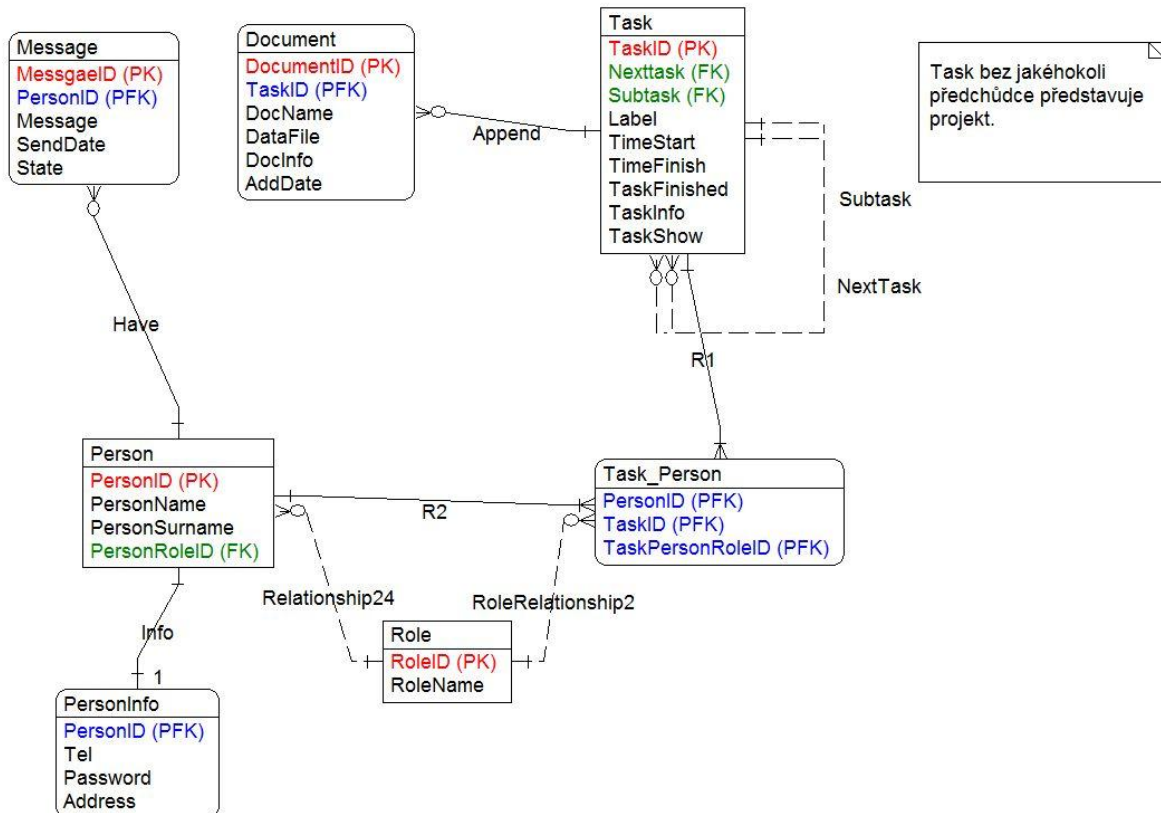 Message
MessgaeID (PK)
PersonID (PFK)
Message
SendDate
State
Document
DocumentID (PK)
TaskID (PFK)
DocName
DataFile
DocInfo
AddDate
Append
Task
TaskID (PK)
Nexttask (FK)
Subtask (FK)
Label
TimeStart
TimeFinish
TaskFinished
TaskInfo
TaskShow
Task bez jakéhokoli
předchůdce představuje
projekt.
Subtask
NextTask
Have
R1
Person
PersonID (PK)
PersonName
PersonSurname
PersonRoleID (FK)
R2
Task_Person
PersonID (PFK)
TaskID (PFK)
TaskPersonRoleID (PFK)
Relationship24
RoleRelationship2
Info
1
Role
RoleID (PK)
RoleName
PersonInfo
PersonID (PFK)
Tel
Password
Address